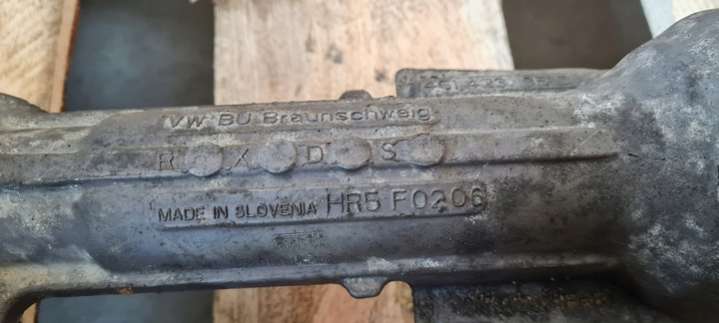 VW BU Braunschweig
R X D S
MADE IN SLOVENIA HR5 F0206